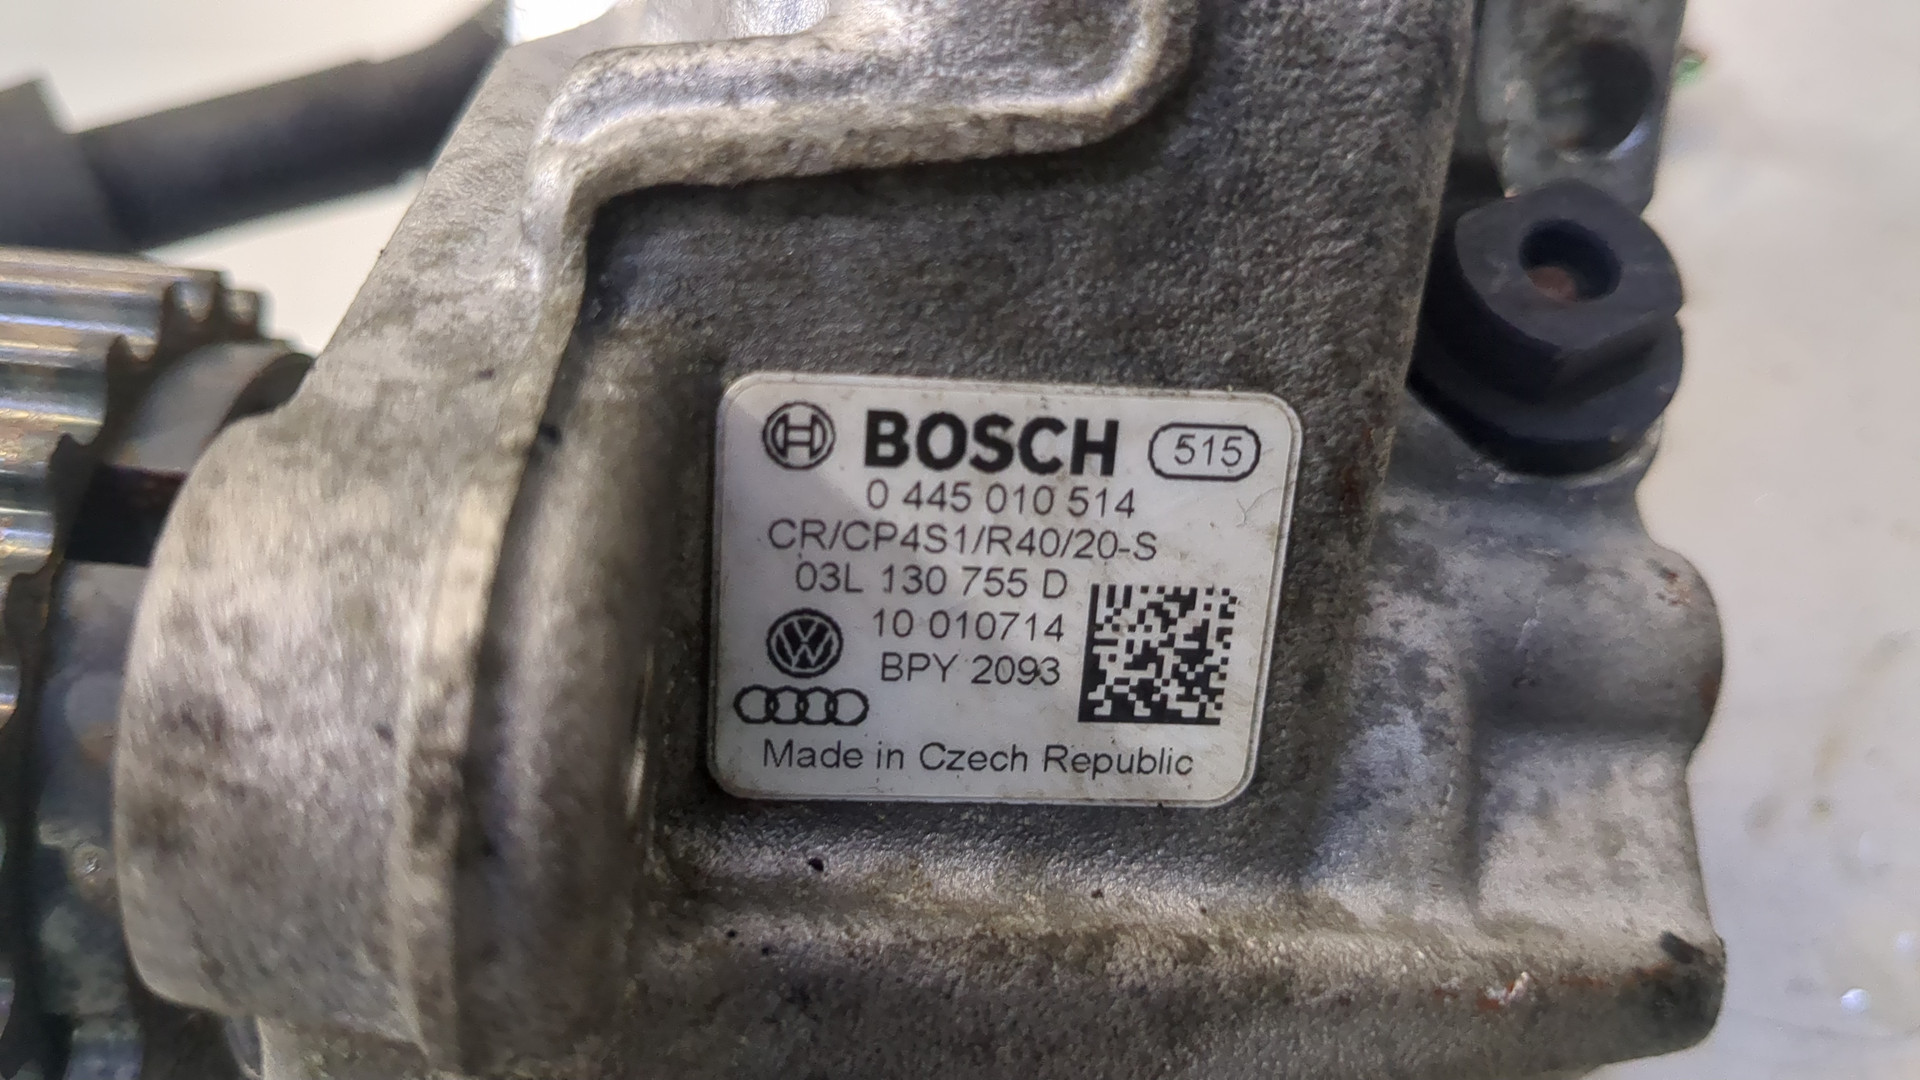 BOSCH 515
0 445 010 514
CR/CP4S1/R40/20-S
03L 130 755 D
10 010714
BPY 2093
Made in Czech Republic